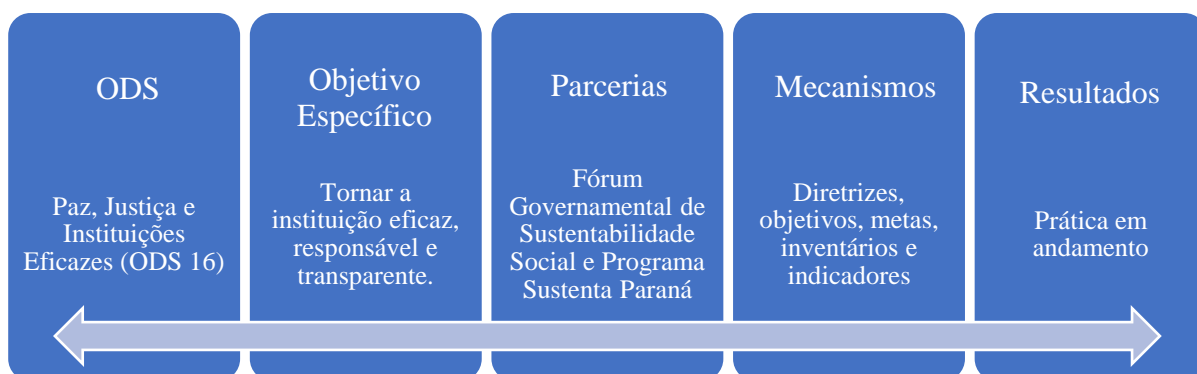 ODS
Paz, Justiça e
Instituições
Eficazes (ODS 16)
Objetivo
Específico
Tornar a
instituição eficaz,
responsável e
transparente.
Parcerias
Fórum
Governamental de
Sustentabilidade
Social e Programa
Sustenta Paraná
Mecanismos
Diretrizes,
objetivos, metas,
inventários e
indicadores
Resultados
Prática em
andamento